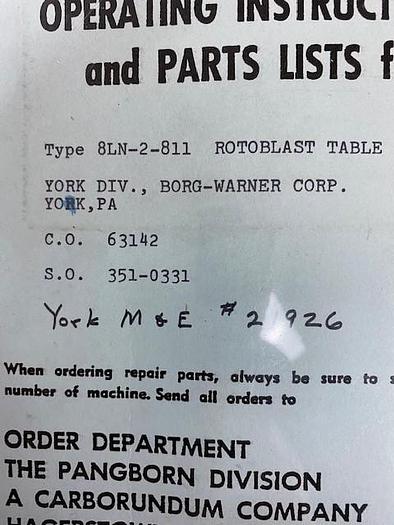 OPERATING INSTRUCT
and PARTS LISTS f
Type 8LN-2-811 ROTOBLAST TABLE
YORK DIV., BORG-WARNER CORP.
YORK,PA
C.O. 63142
S.O. 351-0331
York M & E # 2 926
When ordering repair parts, always be sure to s
number of machine. Send all orders to
ORDER DEPARTMENT
THE PANGBORN DIVISION
A CARBORUNDUM COMPANY